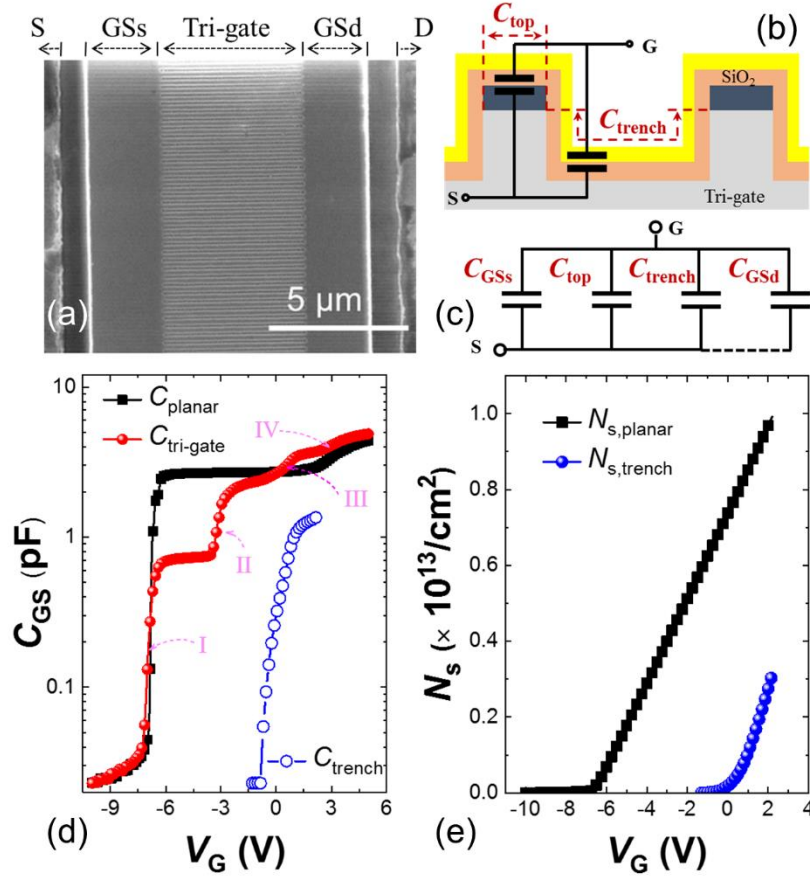 S GSs Tri-gate GSd D
5 µm
(a)
C_top
G
(b)
SiO₂
C_trench
S
Tri-gate
G
C_GSs C_top C_trench C_GSd
(c)
S
10
1
0.1
C_GS (pF)
C_planar
C_tri-gate
IV
III
II
I
C_trench
-9 -6 -3 0 3 6
(d)
V_G (V)
1.0
0.8
0.6
0.4
0.2
0.0
N_s (× 10¹³/cm²)
N_s,planar
N_s,trench
-10 -8 -6 -4 -2 0 2 4
(e)
V_G (V)